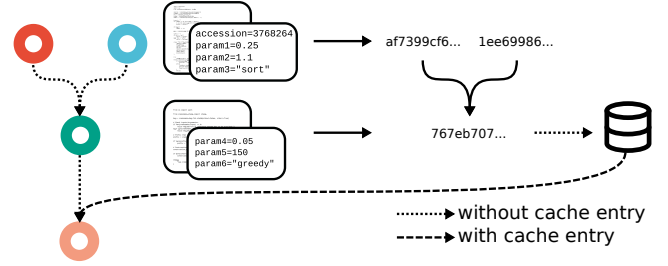 accession=3768264
param1=0.25
param2=1.1
param3="sort"
af7399cf6... 1ee69986...
param4=0.05
param5=150
param6="greedy"
767eb707...
without cache entry
with cache entry